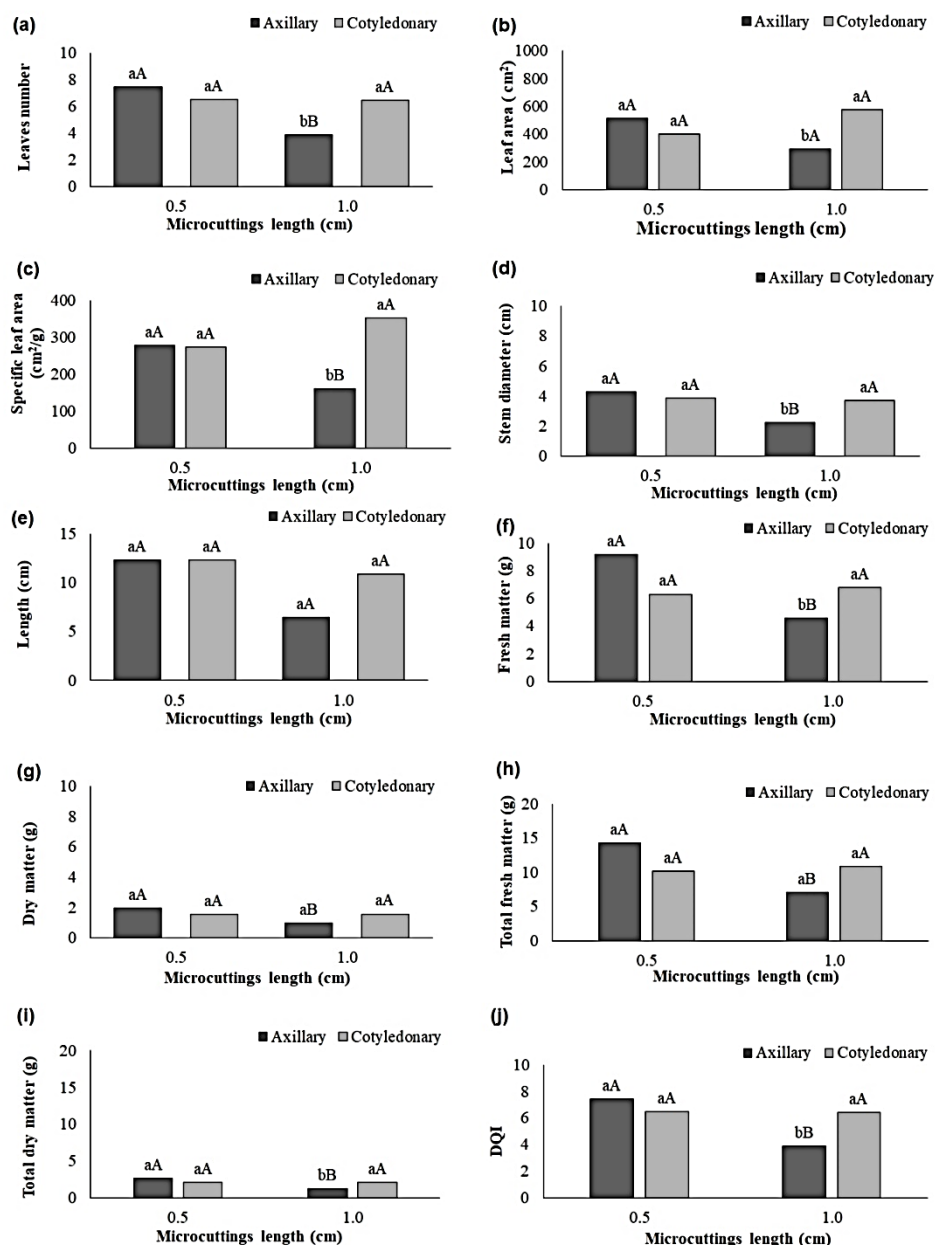 (a)
Axillary Cotyledonary
10
8
6
4
2
0
Leaves number
aA aA bB aA
0.5 1.0
Microcuttings length (cm)
(b)
Axillary Cotyledonary
1000
800
600
400
200
0
Leaf area ( cm²)
aA aA bA aA
0.5 1.0
Microcuttings length (cm)
(c)
Axillary Cotyledonary
400
300
200
100
0
Specific leaf area
(cm²/g)
aA aA bB aA
0.5 1.0
Microcuttings length (cm)
(d)
Axillary Cotyledonary
10
8
6
4
2
0
Stem diameter (cm)
aA aA bB aA
0.5 1.0
Microcuttings length (cm)
(e)
Axillary Cotyledonary
15
10
5
0
Length (cm)
aA aA aA aA
0.5 1.0
Microcuttings length (cm)
(f)
Axillary Cotyledonary
10
8
6
4
2
0
Fresh matter (g)
aA aA bB aA
0.5 1.0
Microcuttings length (cm)
(g)
Axillary Cotyledonary
10
8
6
4
2
0
Dry matter (g)
aA aA aB aA
0.5 1.0
Microcuttings length (cm)
(h)
Axillary Cotyledonary
20
15
10
5
0
Total fresh matter (g)
aA aA aB aA
0.5 1.0
Microcuttings length (cm)
(i)
Axillary Cotyledonary
20
15
10
5
0
Total dry matter (g)
aA aA bB aA
0.5 1.0
Microcuttings length (cm)
(j)
Axillary Cotyledonary
10
8
6
4
2
0
DQI
aA aA bB aA
0.5 1.0
Microcuttings length (cm)